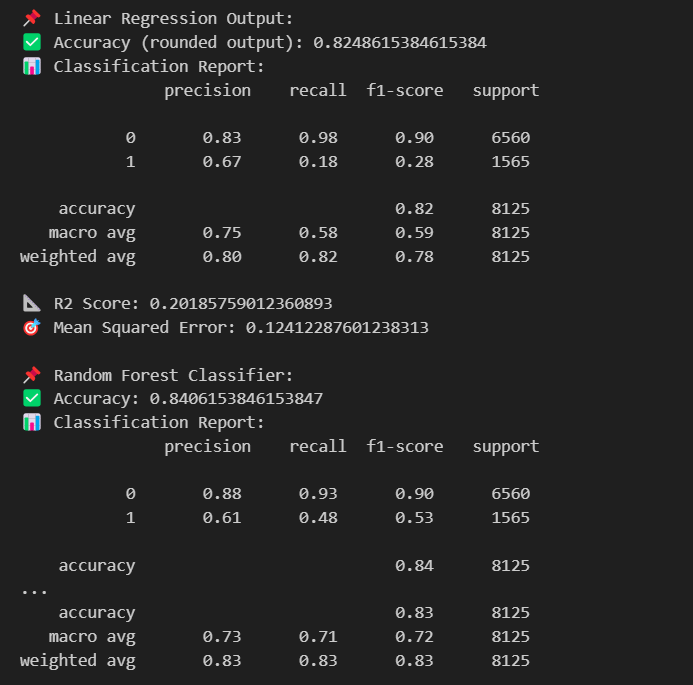 📌 Linear Regression Output:
✅ Accuracy (rounded output): 0.8248615384615384
📊 Classification Report:
precision recall f1-score support
0 0.83 0.98 0.90 6560
1 0.67 0.18 0.28 1565
accuracy 0.82 8125
macro avg 0.75 0.58 0.59 8125
weighted avg 0.80 0.82 0.78 8125
📐 R2 Score: 0.20185759012360893
🎯 Mean Squared Error: 0.12412287601238313
📌 Random Forest Classifier:
✅ Accuracy: 0.8406153846153847
📊 Classification Report:
precision recall f1-score support
0 0.88 0.93 0.90 6560
1 0.61 0.48 0.53 1565
accuracy 0.84 8125
...
accuracy 0.83 8125
macro avg 0.73 0.71 0.72 8125
weighted avg 0.83 0.83 0.83 8125